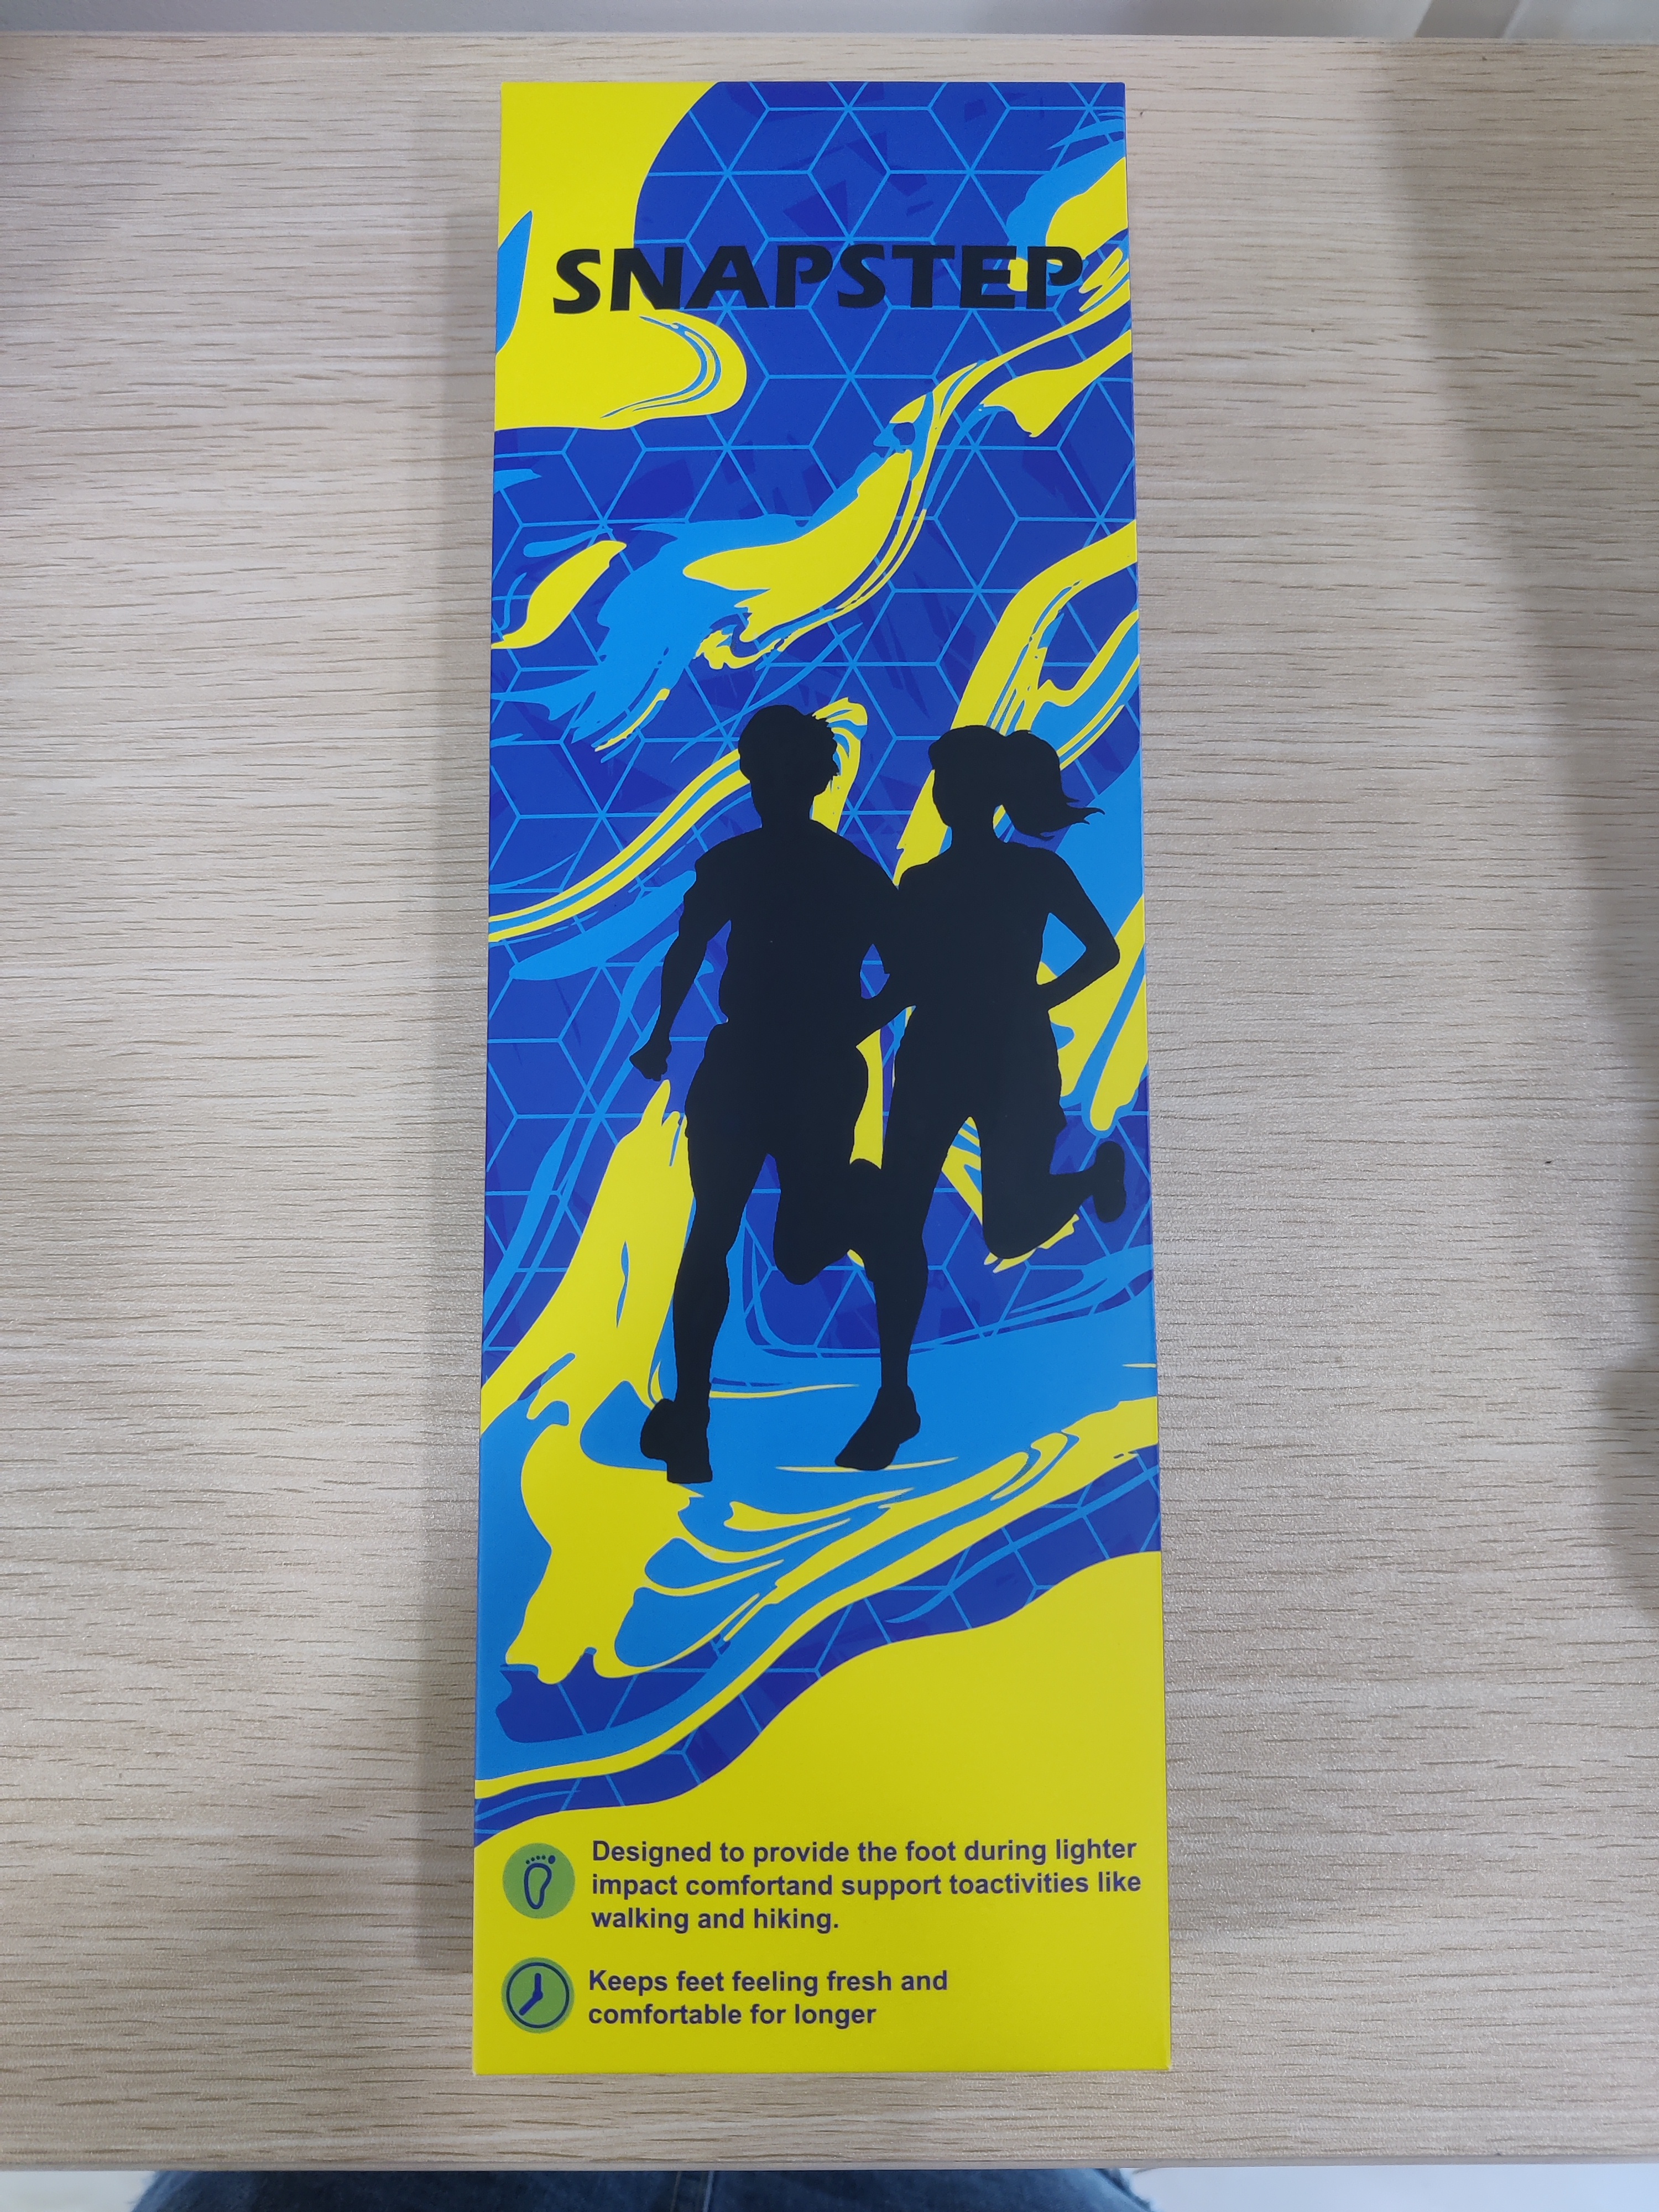 SNAPSTEP
Designed to provide the foot during lighter
impact comfortand support toactivities like
walking and hiking.
Keeps feet feeling fresh and
comfortable for longer